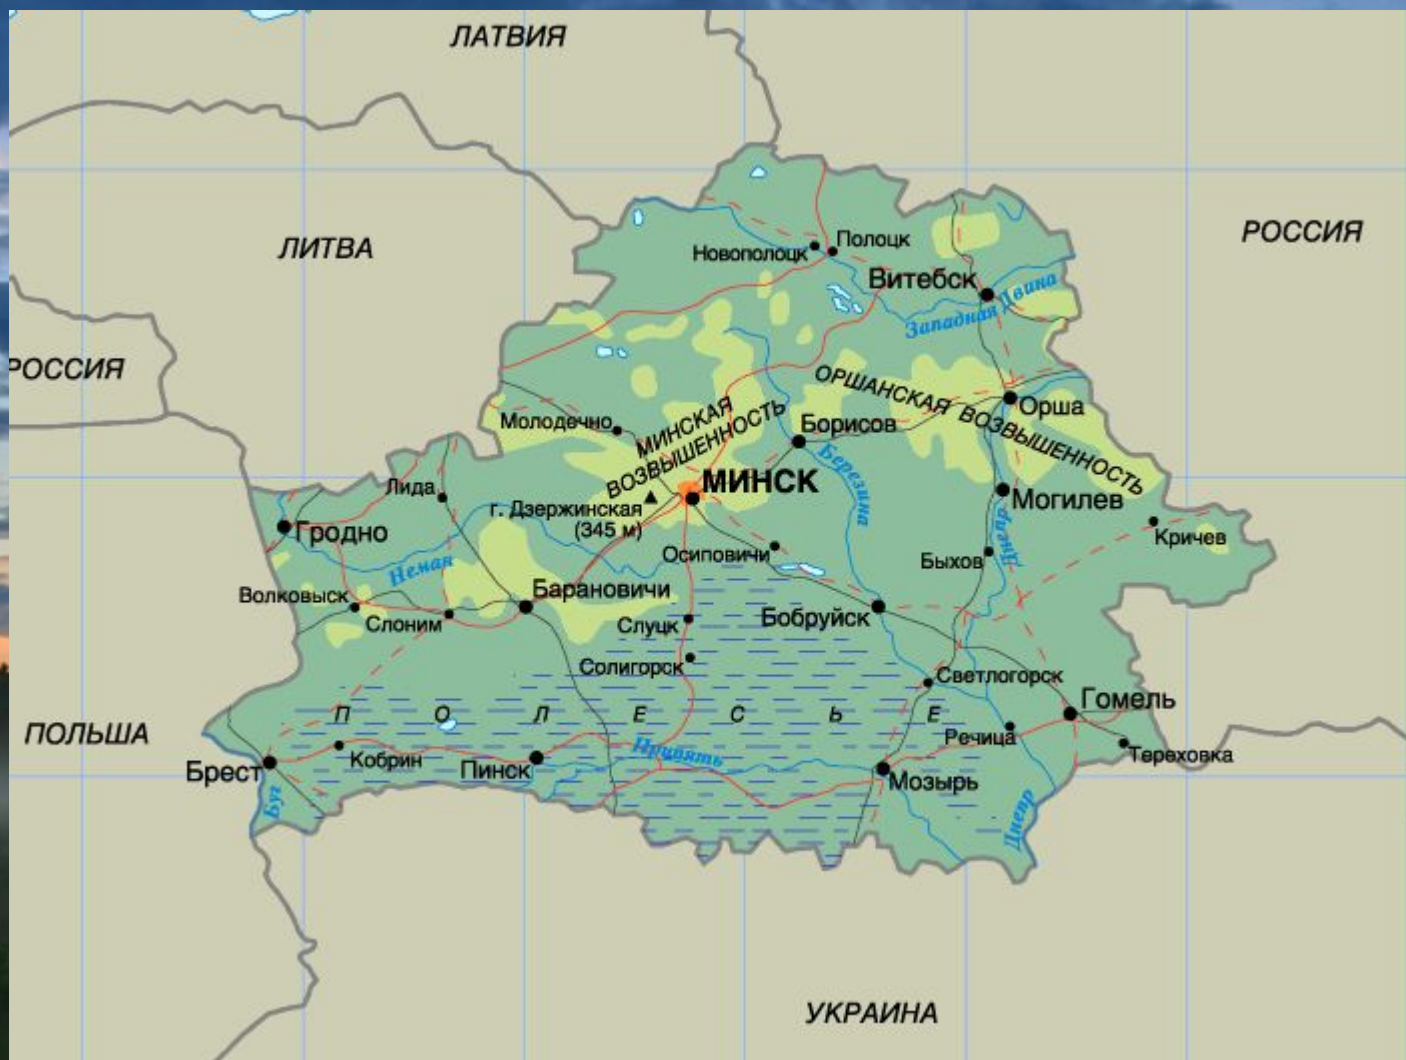 ЛАТВИЯ
ЛИТВА
РОССИЯ
Полоцк
Новополоцк
Витебск
Западная Двина
РОССИЯ
ОРШАНСКАЯ ВОЗВЫШЕННОСТЬ
Орша
МИНСКАЯ
ВОЗВЫШЕННОСТЬ
Молодечно
Борисов
Березина
МИНСК
Лида
г. Дзержинская
(345 м)
Могилев
Гродно
Кричев
Днепр
Осиповичи
Быхов
Неман
Волковыск
Барановичи
Слоним
Слуцк
Бобруйск
Солигорск
Светлогорск
Гомель
ПОЛЕСЬЕ
ПОЛЬША
Речица
Тереховка
Кобрин
Припять
Брест
Пинск
Мозырь
Буг
Днепр
УКРАИНА